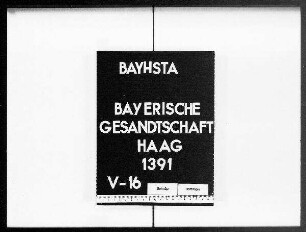 BAYHSTA
BAYERISCHE
GESANDTSCHAFT
HAAG
1391
V-16